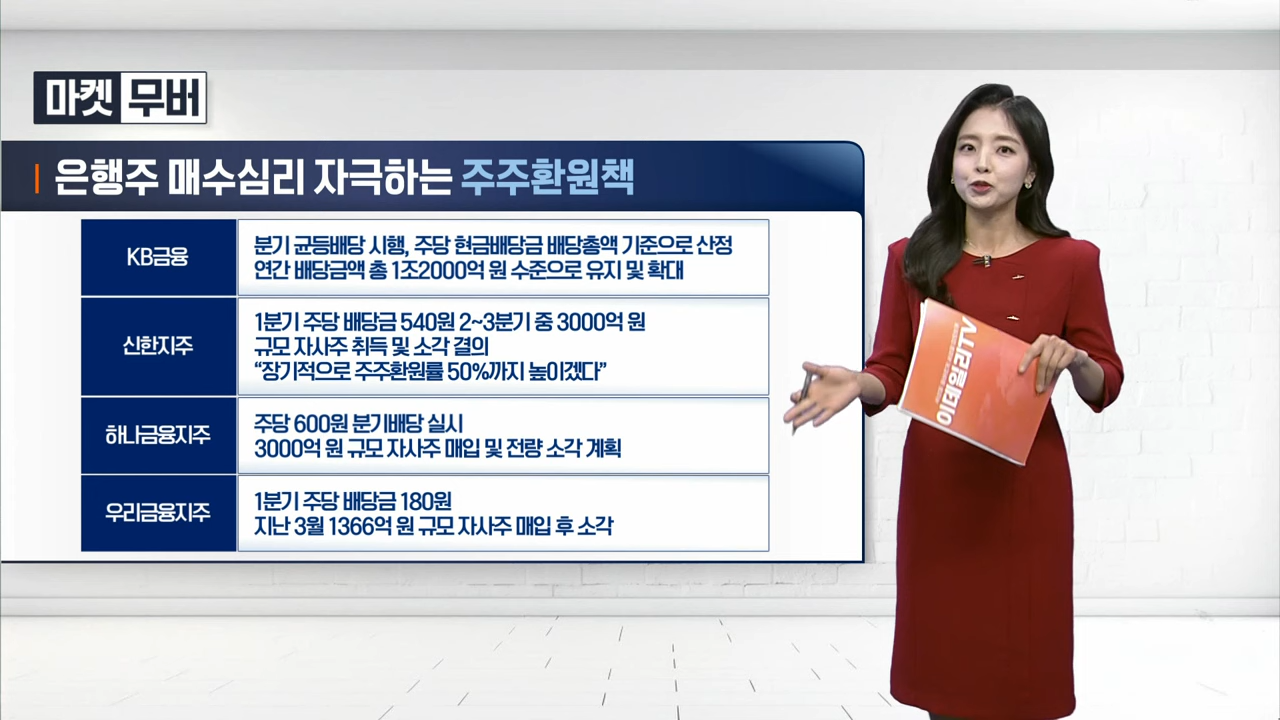 마켓 무버
은행주 매수심리 자극하는 주주환원책
KB금융
분기 균등배당 시행, 주당 현금배당금 배당총액 기준으로 산정
연간 배당금액 총 1조2000억 원 수준으로 유지 및 확대
신한지주
1분기 주당 배당금 540원 2~3분기 중 3000억 원
규모 자사주 취득 및 소각 결의
“장기적으로 주주환원률 50%까지 높이겠다”
하나금융지주
주당 600원 분기배당 실시
3000억 원 규모 자사주 매입 및 전량 소각 계획
우리금융지주
1분기 주당 배당금 180원
지난 3월 1366억 원 규모 자사주 매입 후 소각
이데일리TV